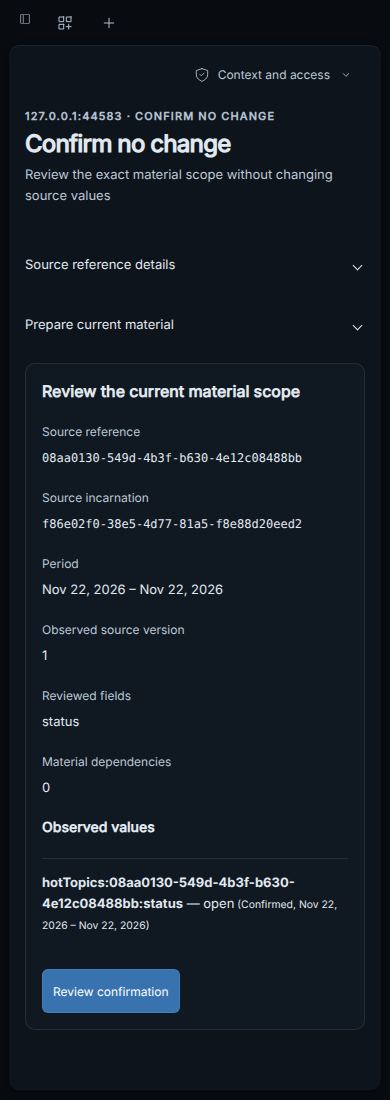 Context and access
127.0.0.1:44583 · CONFIRM NO CHANGE
Confirm no change
Review the exact material scope without changing
source values
Source reference details
Prepare current material
Review the current material scope
Source reference
08aa0130-549d-4b3f-b630-4e12c08488bb
Source incarnation
f86e02f0-38e5-4d77-81a5-f8e88d20eed2
Period
Nov 22, 2026 – Nov 22, 2026
Observed source version
1
Reviewed fields
status
Material dependencies
0
Observed values
hotTopics:08aa0130-549d-4b3f-b630-
4e12c08488bb:status — open (Confirmed, Nov 22,
2026 – Nov 22, 2026)
Review confirmation